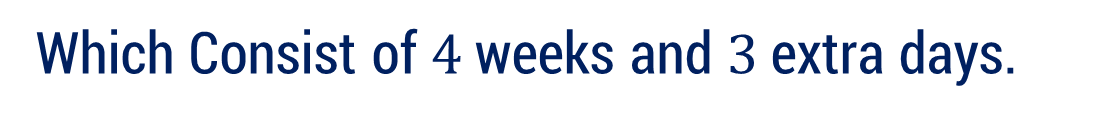 Which Consist of 4 weeks and 3 extra days.